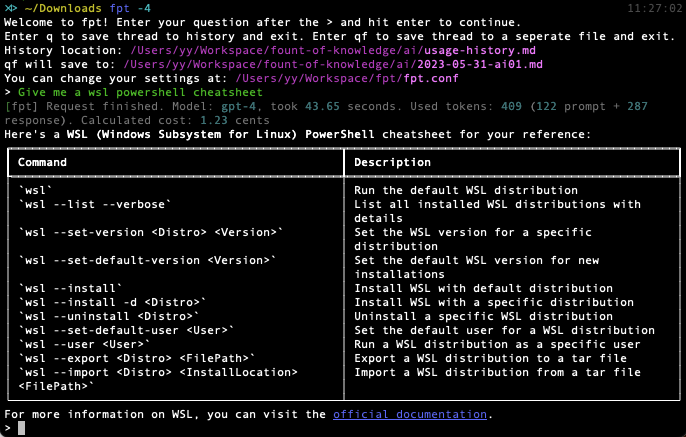 ~/Downloads fpt -4 11:27:02
Welcome to fpt! Enter your question after the > and hit enter to continue.
Enter q to save thread to history and exit. Enter qf to save thread to a seperate file and exit.
History location: /Users/yy/Workspace/fount-of-knowledge/ai/usage-history.md
qf will save to: /Users/yy/Workspace/fount-of-knowledge/ai/2023-05-31-ai01.md
You can change your settings at: /Users/yy/Workspace/fpt/fpt.conf
> Give me a wsl powershell cheatsheet
[fpt] Request finished. Model: gpt-4, took 43.65 seconds. Used tokens: 409 (122 prompt + 287
response). Calculated cost: 1.23 cents
Here's a WSL (Windows Subsystem for Linux) PowerShell cheatsheet for your reference:
Command Description
`wsl` Run the default WSL distribution
`wsl --list --verbose` List all installed WSL distributions with
details
`wsl --set-version <Distro> <Version>` Set the WSL version for a specific
distribution
`wsl --set-default-version <Version>` Set the default WSL version for new
installations
`wsl --install` Install WSL with default distribution
`wsl --install -d <Distro>` Install WSL with a specific distribution
`wsl --uninstall <Distro>` Uninstall a specific WSL distribution
`wsl --set-default-user <User>` Set the default user for a WSL distribution
`wsl --user <User>` Run a WSL distribution as a specific user
`wsl --export <Distro> <FilePath>` Export a WSL distribution to a tar file
`wsl --import <Distro> <InstallLocation> Import a WSL distribution from a tar file
<FilePath>`
For more information on WSL, you can visit the official documentation.
>